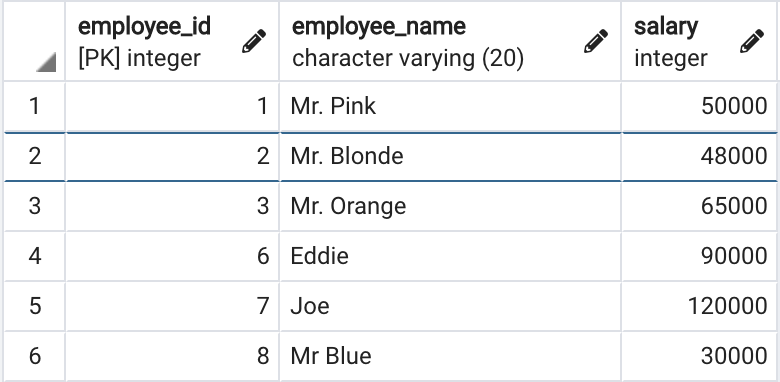 employee_id employee_name salary
[PK] integer character varying (20) integer
1 1 Mr. Pink 50000
2 2 Mr. Blonde 48000
3 3 Mr. Orange 65000
4 6 Eddie 90000
5 7 Joe 120000
6 8 Mr Blue 30000